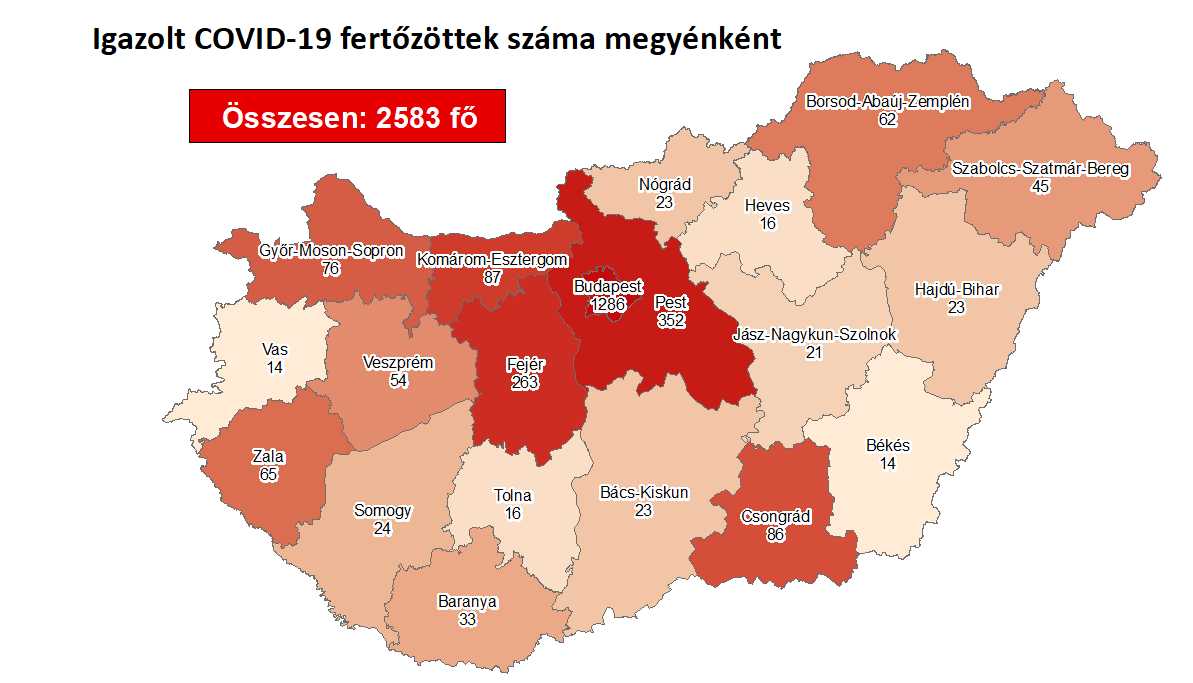 Igazolt COVID-19 fertőzöttek száma megyénként
Összesen: 2583 fő
Borsod-Abaúj-Zemplén
62
Szabolcs-Szatmár-Bereg
45
Nógrád
23
Heves
16
Győr-Moson-Sopron
76
Komárom-Esztergom
87
Budapest
1286
Pest
352
Hajdú-Bihar
23
Jász-Nagykun-Szolnok
21
Vas
14
Veszprém
54
Fejér
263
Békés
14
Zala
65
Somogy
24
Tolna
16
Bács-Kiskun
23
Csongrád
86
Baranya
33